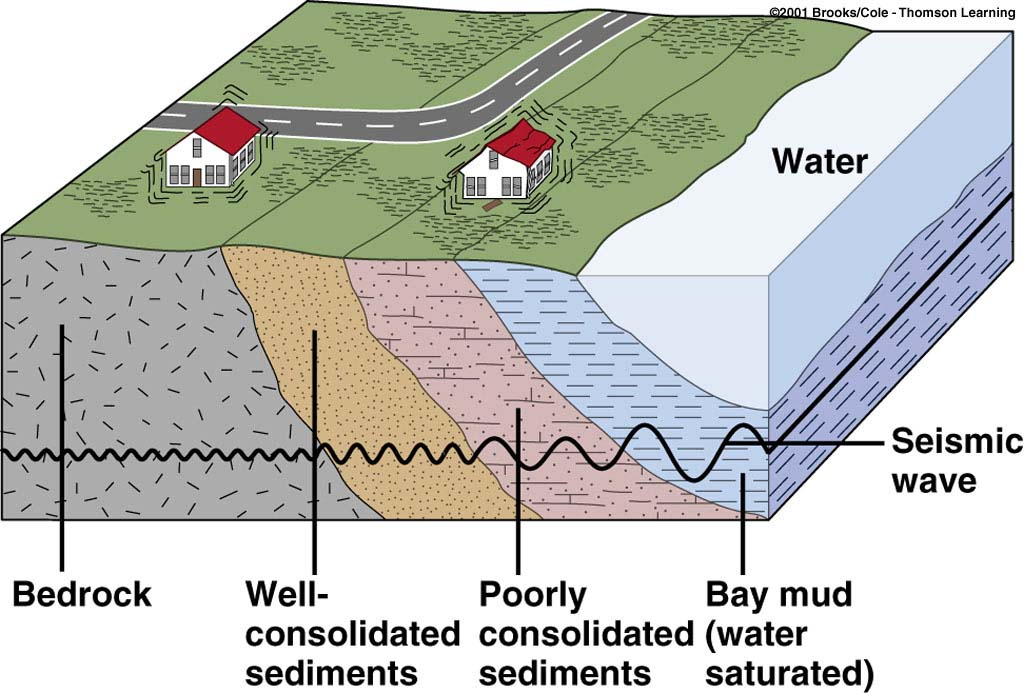 ©2001 Brooks/Cole - Thomson Learning
Water
Seismic
wave
Bedrock
Well-
consolidated
sediments
Poorly
consolidated
sediments
Bay mud
(water
saturated)